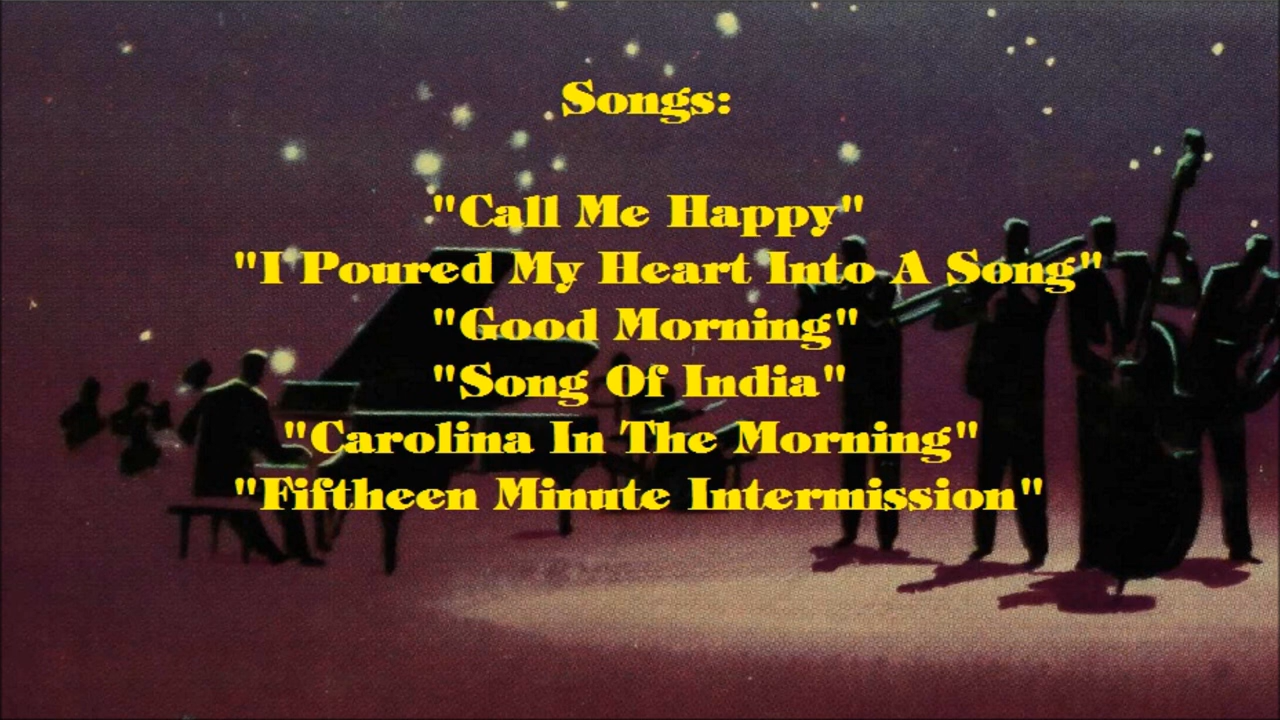 Songs:
"Call Me Happy"
"I Poured My Heart Into A Song"
"Good Morning"
"Song Of India"
"Carolina In The Morning"
"Fiftheen Minute Intermission"